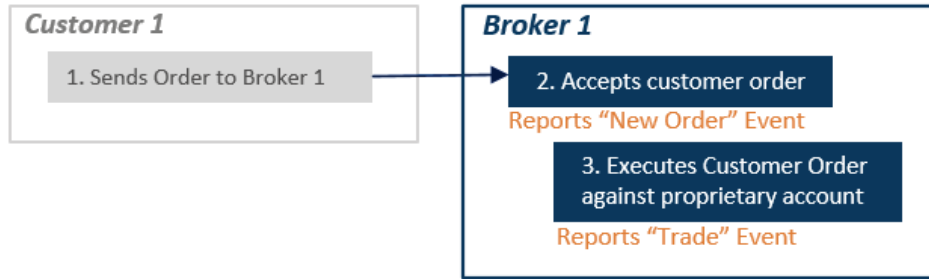 Customer 1
1. Sends Order to Broker 1
Broker 1
2. Accepts customer order
Reports “New Order” Event
3. Executes Customer Order
against proprietary account
Reports “Trade” Event